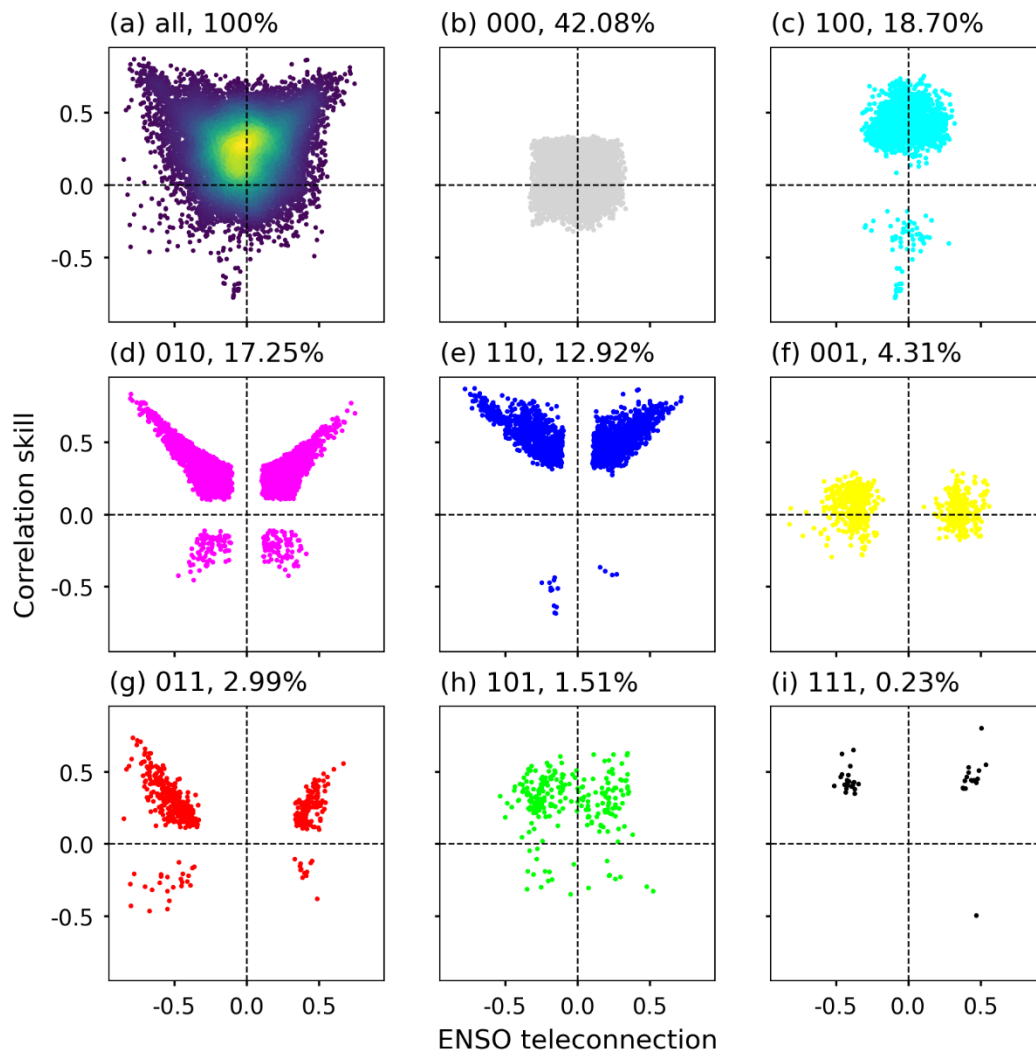 (a) all, 100%
(b) 000, 42.08%
(c) 100, 18.70%
0.5
0.0
-0.5
(d) 010, 17.25%
(e) 110, 12.92%
(f) 001, 4.31%
Correlation skill
0.5
0.0
-0.5
(g) 011, 2.99%
(h) 101, 1.51%
(i) 111, 0.23%
0.5
0.0
-0.5
-0.5 0.0 0.5
-0.5 0.0 0.5
-0.5 0.0 0.5
ENSO teleconnection